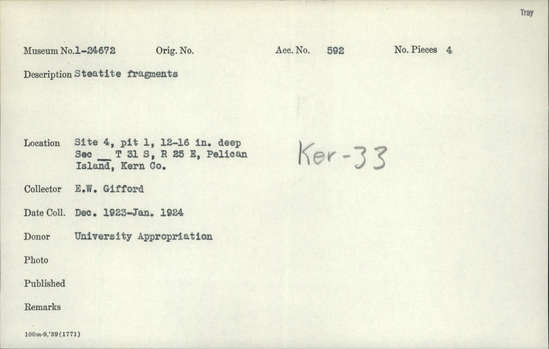 Tray
Museum No. 1-24672 Orig. No. Acc. No. 592 No. Pieces 4
Description Steatite fragments
Location Site 4, pit 1, 12-16 in. deep
Sec __ T 31 S, R 25 E, Pelican
Island, Kern Co.
Ker-33
Collector E.W. Gifford
Date Coll. Dec. 1923-Jan. 1924
Donor University Appropriation
Photo
Published
Remarks
100m-9,'39(1771)